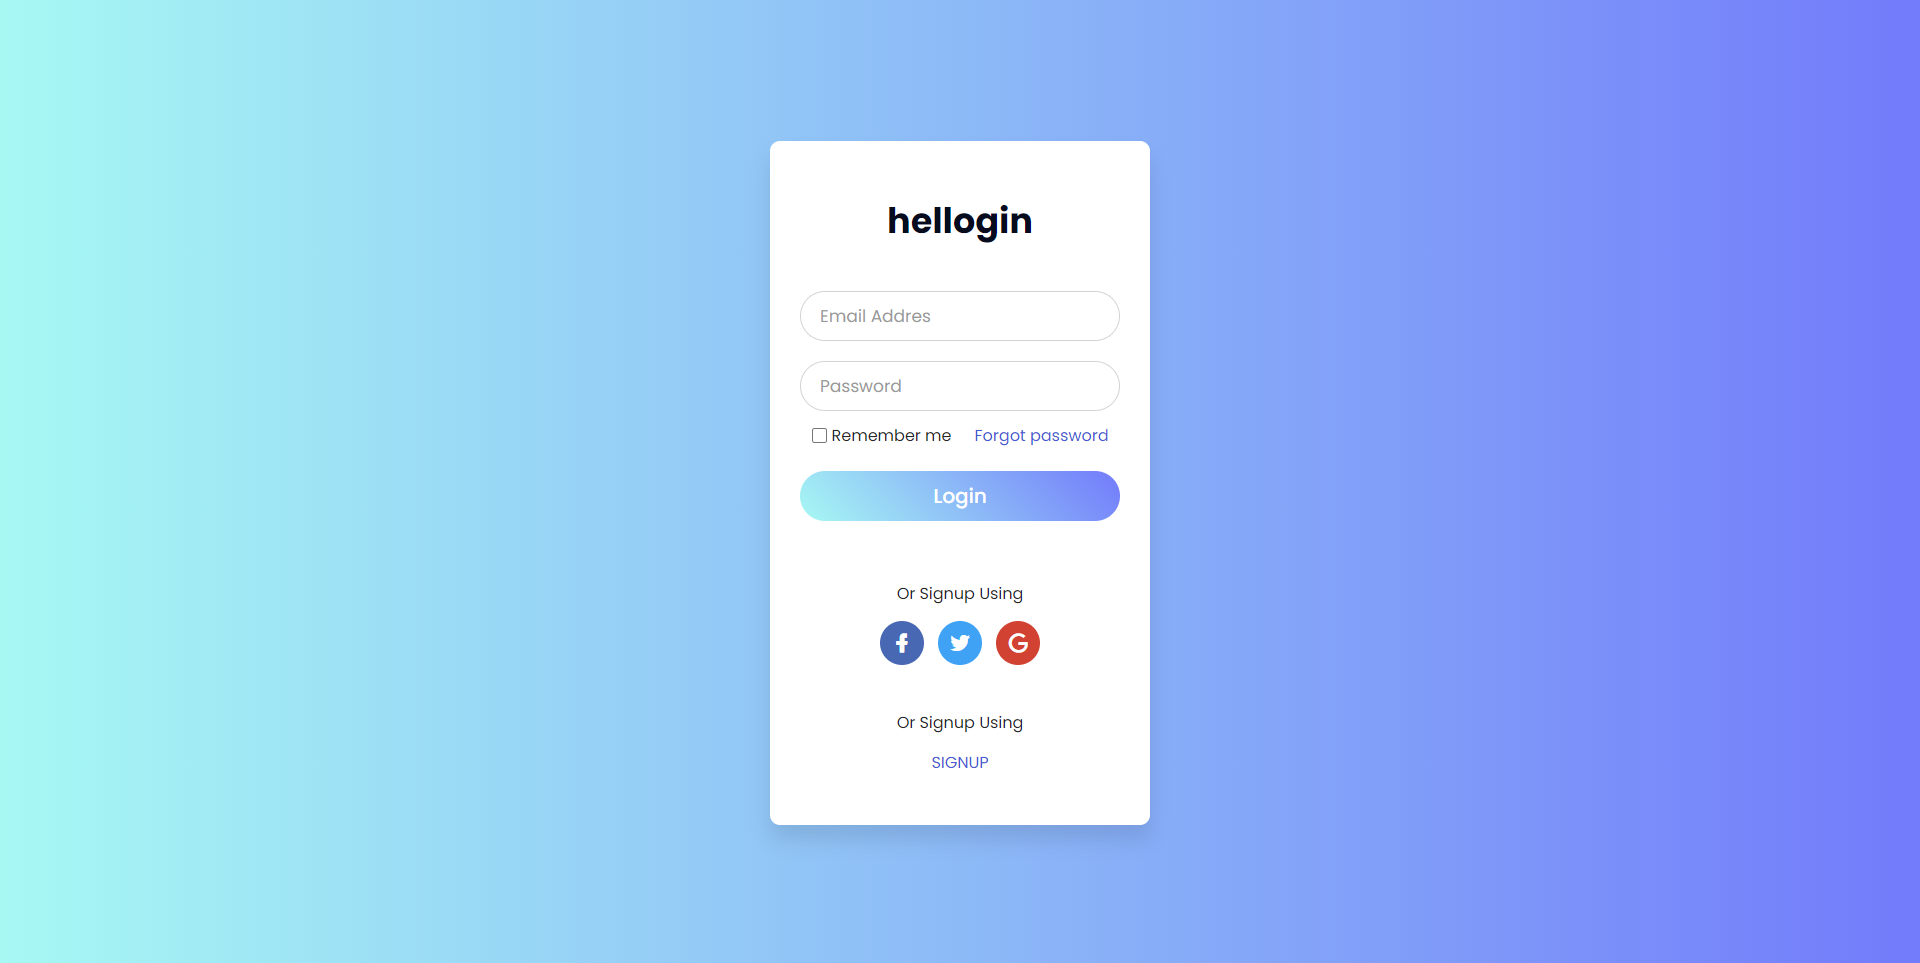 hellogin
Email Addres
Password
Remember me Forgot password
Login
Or Signup Using
Or Signup Using
SIGNUP